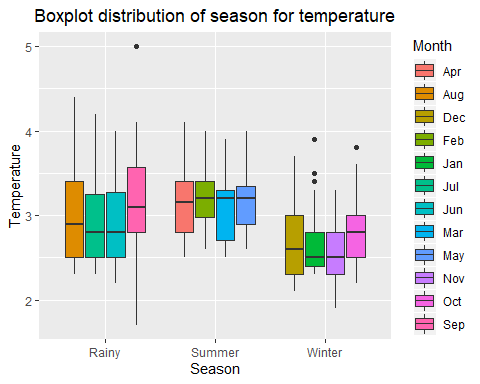 Boxplot distribution of season for temperature
5
4
3
2
Temperature
Rainy
Summer
Winter
Season
Month
Apr
Aug
Dec
Feb
Jan
Jul
Jun
Mar
May
Nov
Oct
Sep